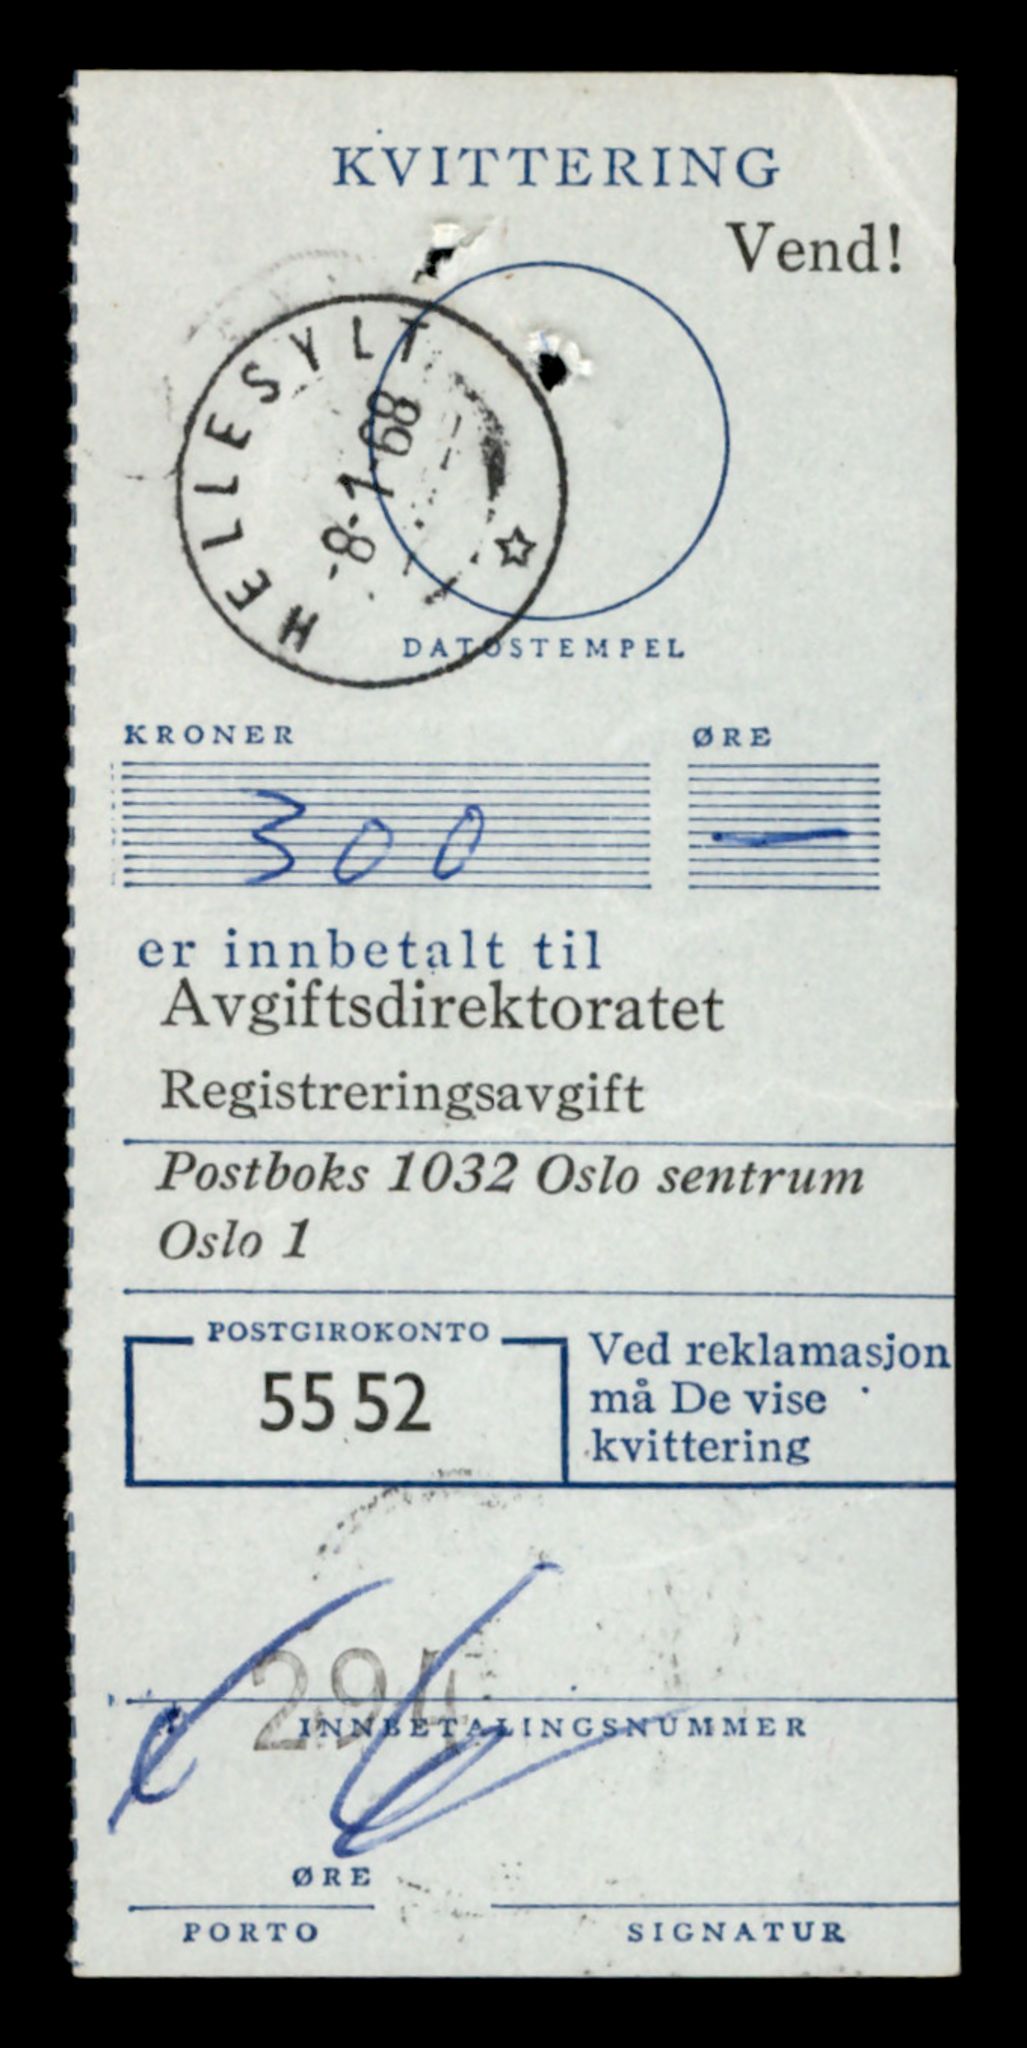 KVITTERING
Vend!
HELLESYLT
-8-1-68
DATOSTEMPEL
KRONER ØRE
300 —
er innbetalt til
Avgiftsdirektoratet
Registreringsavgift
Postboks 1032 Oslo sentrum
Oslo 1
POSTGIROKONTO
55 52
Ved reklamasjon
må De vise
kvittering
294
INNBETALINGSNUMMER
ØRE
PORTO SIGNATUR